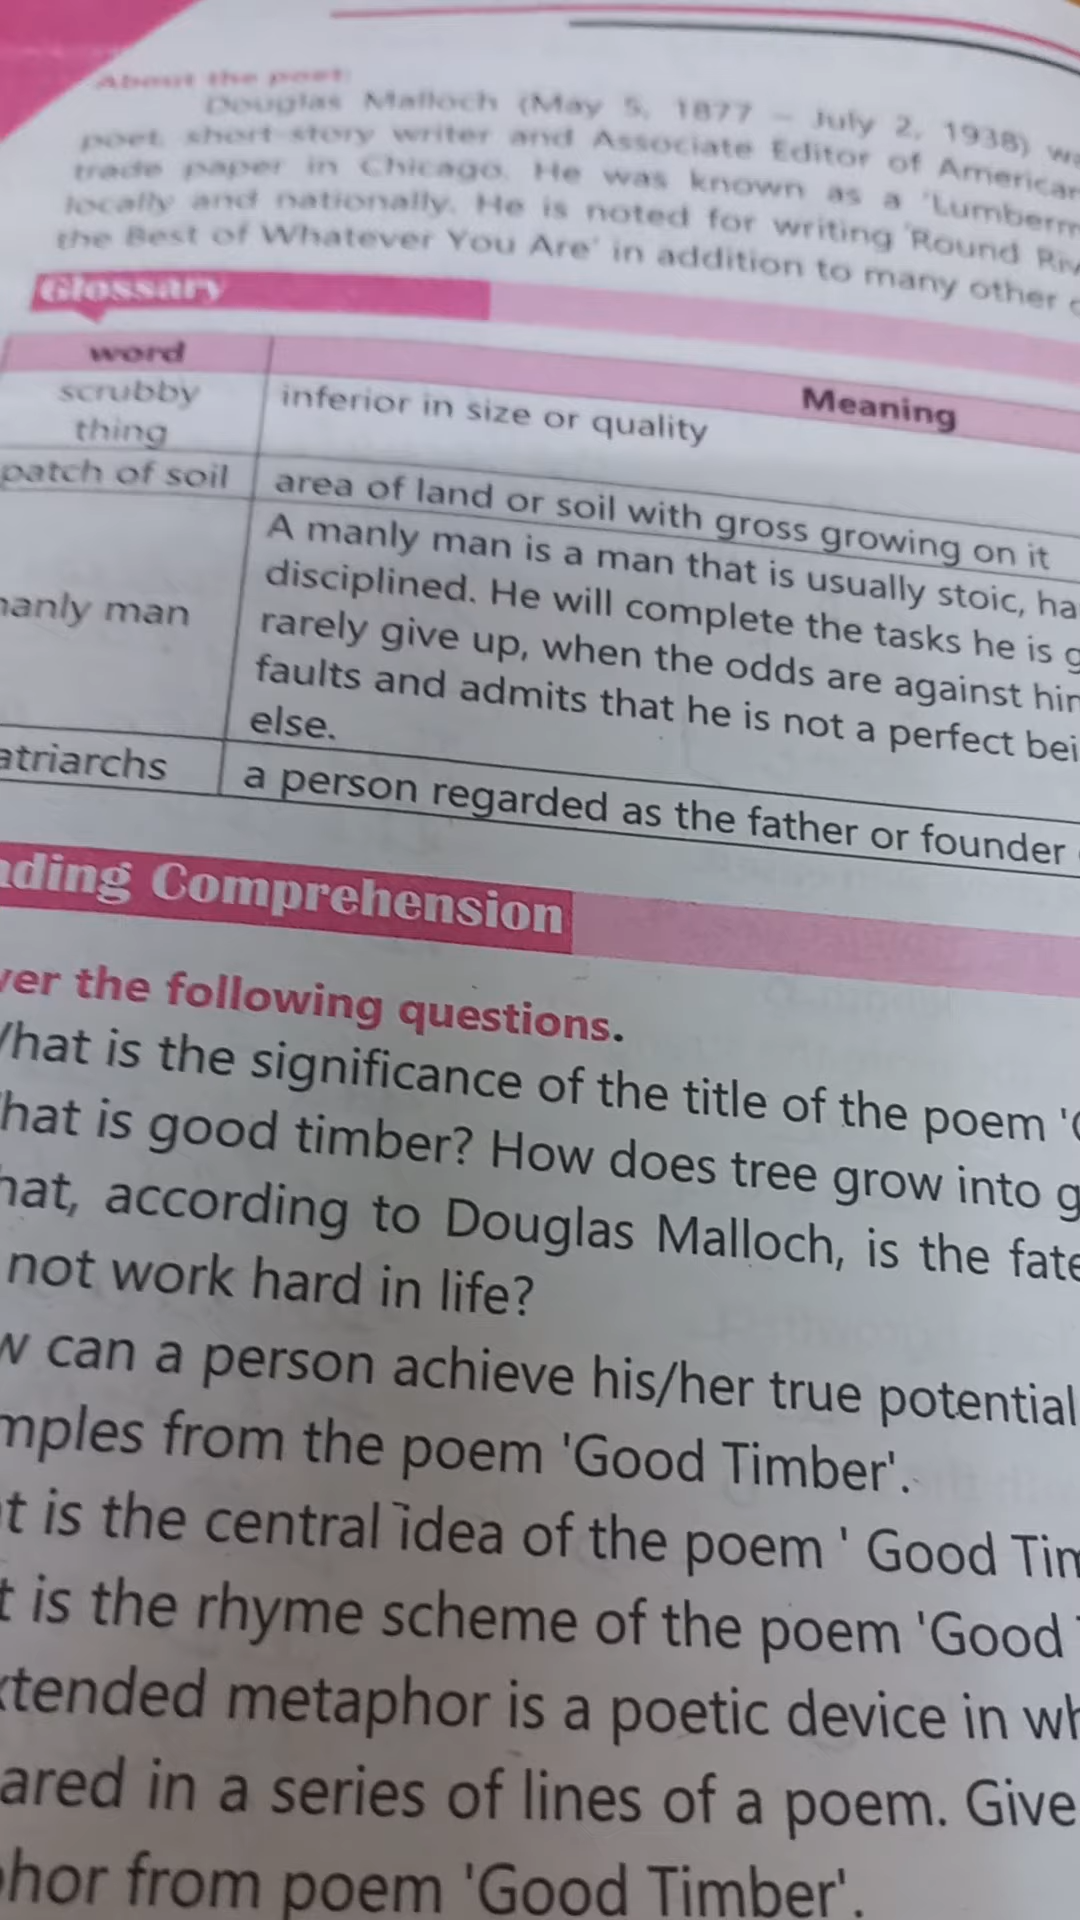 About the poet:
Douglas Malloch (May 5, 1877 – July 2, 1938)
poet, short-story writer and Associate Editor of American
trade paper in Chicago. He was known as a 'Lumberm
locally and nationally. He is noted for writing 'Round Riv
the Best of Whatever You Are' in addition to many other
Glossary
word
Meaning
scrubby
thing
inferior in size or quality
patch of soil
area of land or soil with gross growing on it
manly man
A manly man is a man that is usually stoic, ha
disciplined. He will complete the tasks he is g
rarely give up, when the odds are against him
faults and admits that he is not a perfect bei
else.
atriarchs
a person regarded as the father or founder
ading Comprehension
wer the following questions.
What is the significance of the title of the poem 'G
hat is good timber? How does tree grow into g
hat, according to Douglas Malloch, is the fate
not work hard in life?
w can a person achieve his/her true potential
mples from the poem 'Good Timber'.
t is the central idea of the poem ' Good Tim
t is the rhyme scheme of the poem 'Good
xtended metaphor is a poetic device in wh
ared in a series of lines of a poem. Give
phor from poem 'Good Timber'.